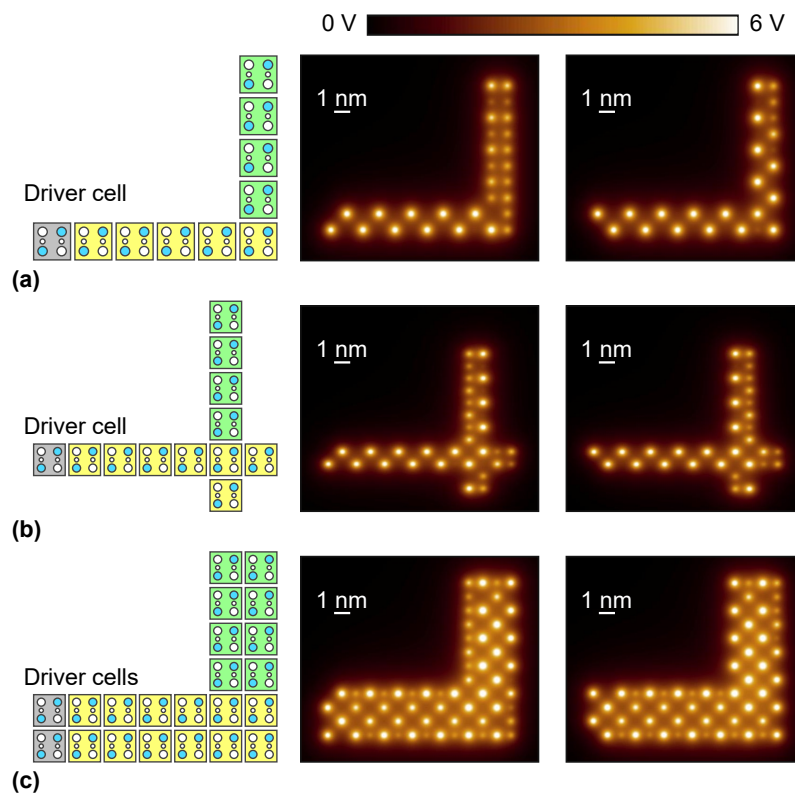 0 V 6 V
1 nm 1 nm
Driver cell
(a)
1 nm 1 nm
Driver cell
(b)
1 nm 1 nm
Driver cells
(c)